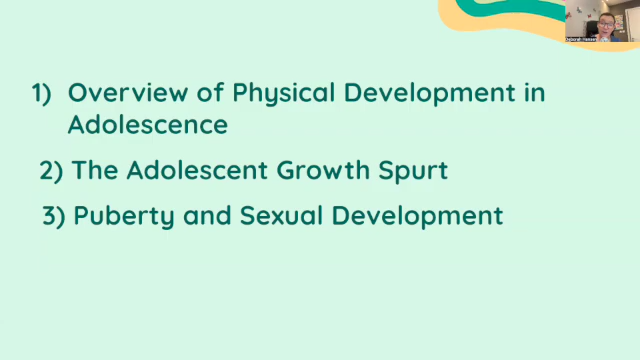 1) Overview of Physical Development in
Adolescence
2) The Adolescent Growth Spurt
3) Puberty and Sexual Development